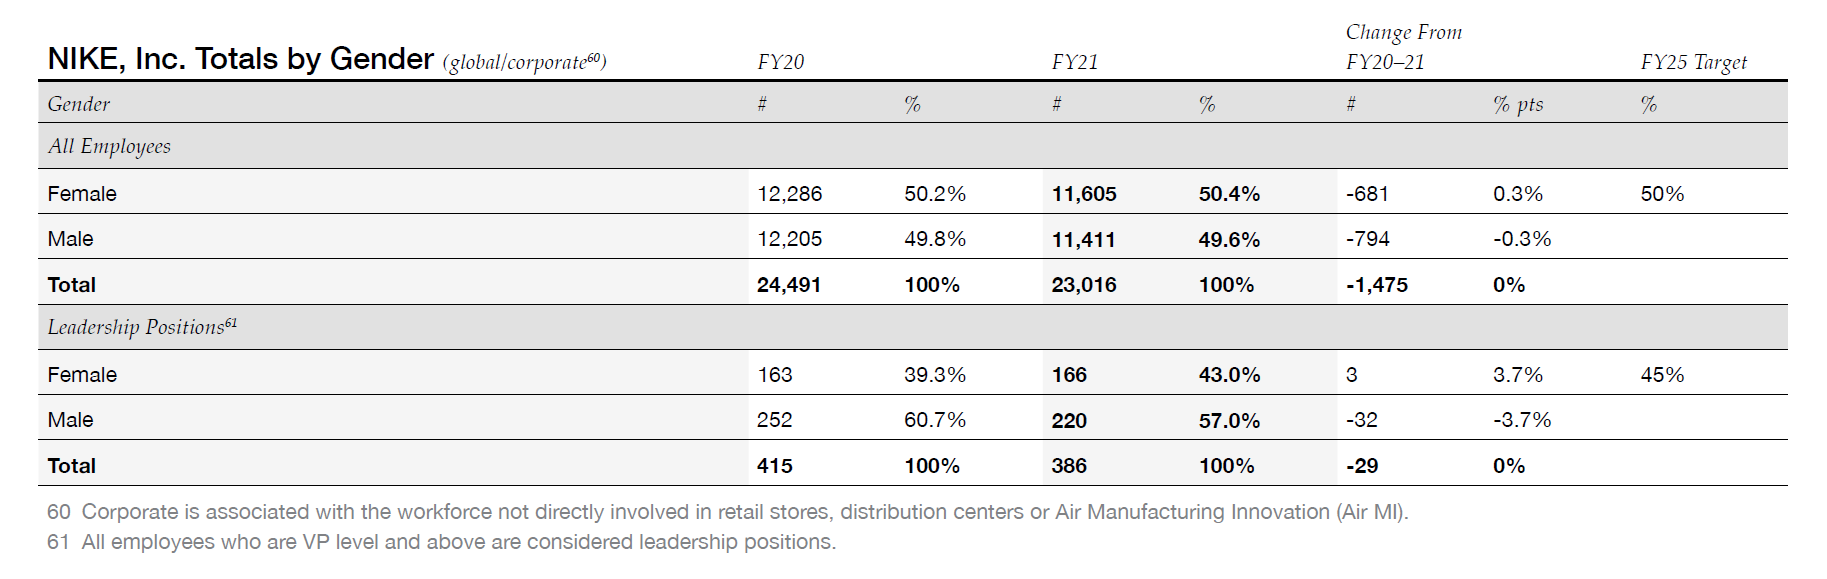 Change From
NIKE, Inc. Totals by Gender (global/corporate60) FY20 FY21 FY20–21 FY25 Target
Gender # % # % # % pts %
All Employees
Female 12,286 50.2% 11,605 50.4% -681 0.3% 50%
Male 12,205 49.8% 11,411 49.6% -794 -0.3%
Total 24,491 100% 23,016 100% -1,475 0%
Leadership Positions61
Female 163 39.3% 166 43.0% 3 3.7% 45%
Male 252 60.7% 220 57.0% -32 -3.7%
Total 415 100% 386 100% -29 0%
60 Corporate is associated with the workforce not directly involved in retail stores, distribution centers or Air Manufacturing Innovation (Air MI).
61 All employees who are VP level and above are considered leadership positions.